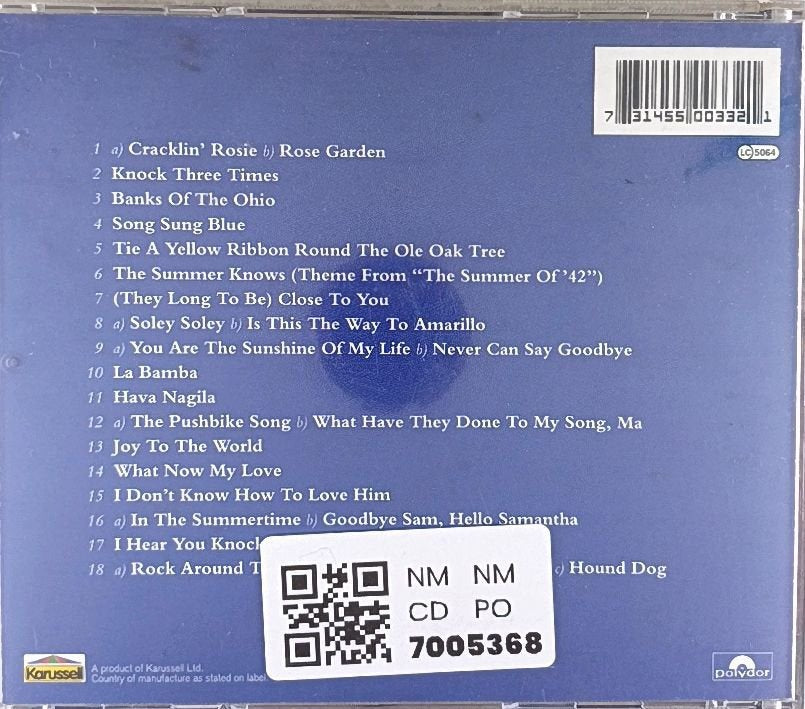 7 31455 00332 1
LC 5064
1 a) Cracklin' Rosie b) Rose Garden
2 Knock Three Times
3 Banks Of The Ohio
4 Song Sung Blue
5 Tie A Yellow Ribbon Round The Ole Oak Tree
6 The Summer Knows (Theme From "The Summer Of '42")
7 (They Long To Be) Close To You
8 a) Soley Soley b) Is This The Way To Amarillo
9 a) You Are The Sunshine Of My Life b) Never Can Say Goodbye
10 La Bamba
11 Hava Nagila
12 a) The Pushbike Song b) What Have They Done To My Song, Ma
13 Joy To The World
14 What Now My Love
15 I Don't Know How To Love Him
16 a) In The Summertime b) Goodbye Sam, Hello Samantha
17 I Hear You
18 a) Rock Around c) Hound Dog
NM NM
CD PO
7005368
Karussell
A product of Karussell Ltd.
Country of manufacture as stated on label
polydor